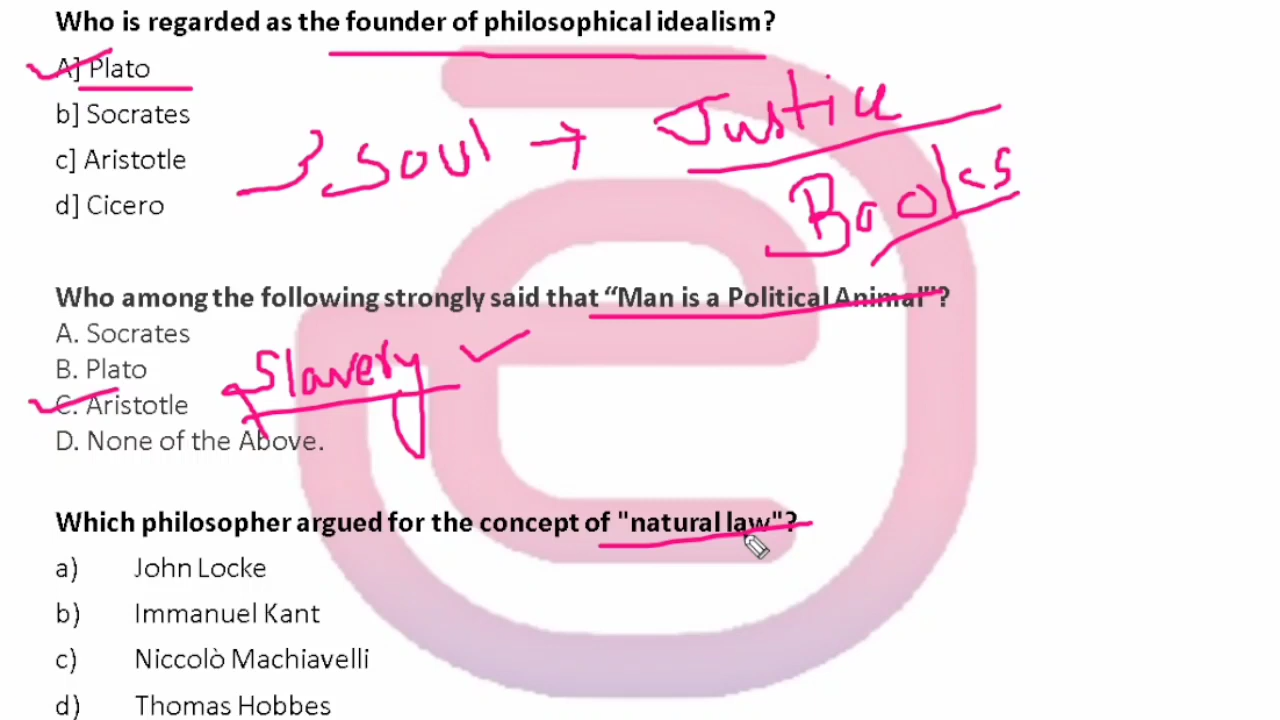 Who is regarded as the founder of philosophical idealism?
A] Plato
b] Socrates
c] Aristotle
d] Cicero
Soul → Justice
Books
Who among the following strongly said that “Man is a Political Animal”?
A. Socrates
B. Plato
C. Aristotle
Slavery
D. None of the Above.
Which philosopher argued for the concept of "natural law"?
a) John Locke
b) Immanuel Kant
c) Niccolò Machiavelli
d) Thomas Hobbes